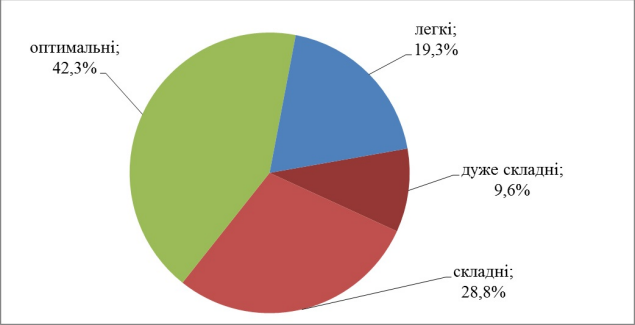 оптимальні;
42,3%
легкі;
19,3%
дуже складні;
9,6%
складні;
28,8%